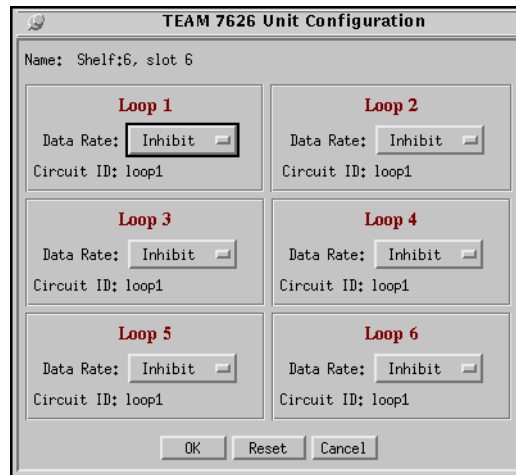 TEAM 7626 Unit Configuration
Name: Shelf:6, slot 6
Loop 1
Data Rate: Inhibit
Circuit ID: loop1
Loop 2
Data Rate: Inhibit
Circuit ID: loop1
Loop 3
Data Rate: Inhibit
Circuit ID: loop1
Loop 4
Data Rate: Inhibit
Circuit ID: loop1
Loop 5
Data Rate: Inhibit
Circuit ID: loop1
Loop 6
Data Rate: Inhibit
Circuit ID: loop1
OK Reset Cancel